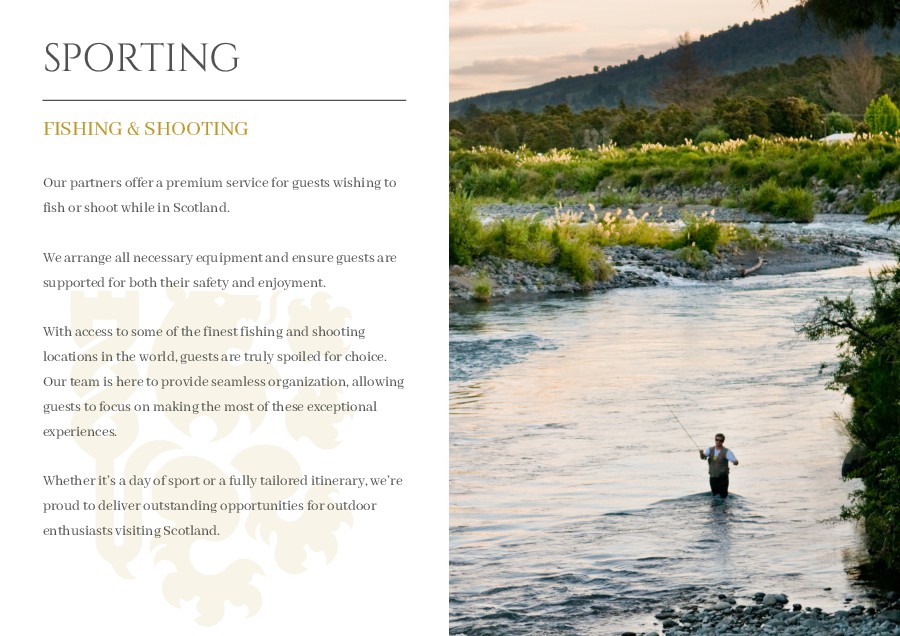 SPORTING
FISHING & SHOOTING
Our partners offer a premium service for guests wishing to
fish or shoot while in Scotland.
We arrange all necessary equipment and ensure guests are
supported for both their safety and enjoyment.
With access to some of the finest fishing and shooting
locations in the world, guests are truly spoiled for choice.
Our team is here to provide seamless organization, allowing
guests to focus on making the most of these exceptional
experiences.
Whether it's a day of sport or a fully tailored itinerary, we're
proud to deliver outstanding opportunities for outdoor
enthusiasts visiting Scotland.